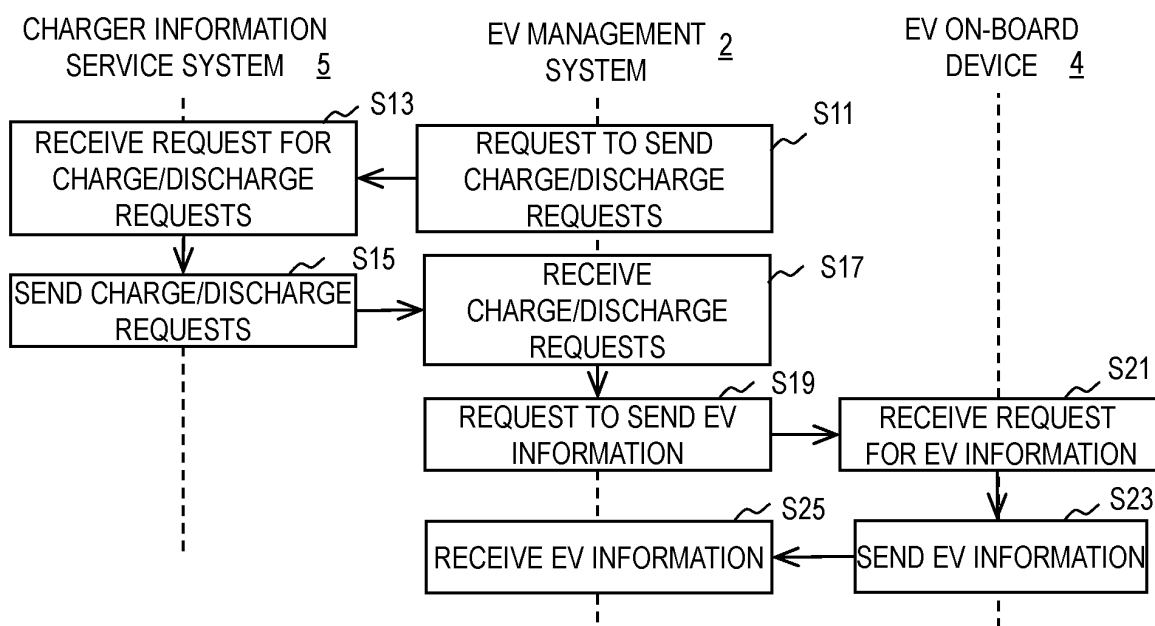 CHARGER INFORMATION
SERVICE SYSTEM 5
EV MANAGEMENT
SYSTEM 2
EV ON-BOARD
DEVICE 4
S13
RECEIVE REQUEST FOR
CHARGE/DISCHARGE
REQUESTS
S11
REQUEST TO SEND
CHARGE/DISCHARGE
REQUESTS
S15
SEND CHARGE/DISCHARGE
REQUESTS
S17
RECEIVE
CHARGE/DISCHARGE
REQUESTS
S19
REQUEST TO SEND EV
INFORMATION
S21
RECEIVE REQUEST
FOR EV INFORMATION
S23
SEND EV INFORMATION
S25
RECEIVE EV INFORMATION